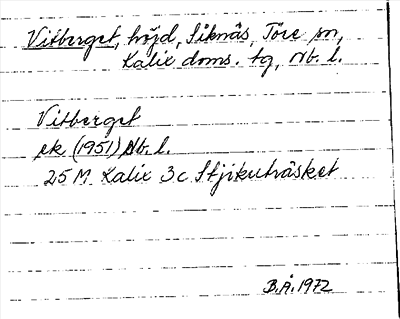 Vitberget, höjd, Siknäs, Töre sn,
Kalix doms. tg, Nb. l.
Vitberget
ek (1951) Nb. l.
25 M Kalix 3c Stjikuträsket
B.Å. 1972